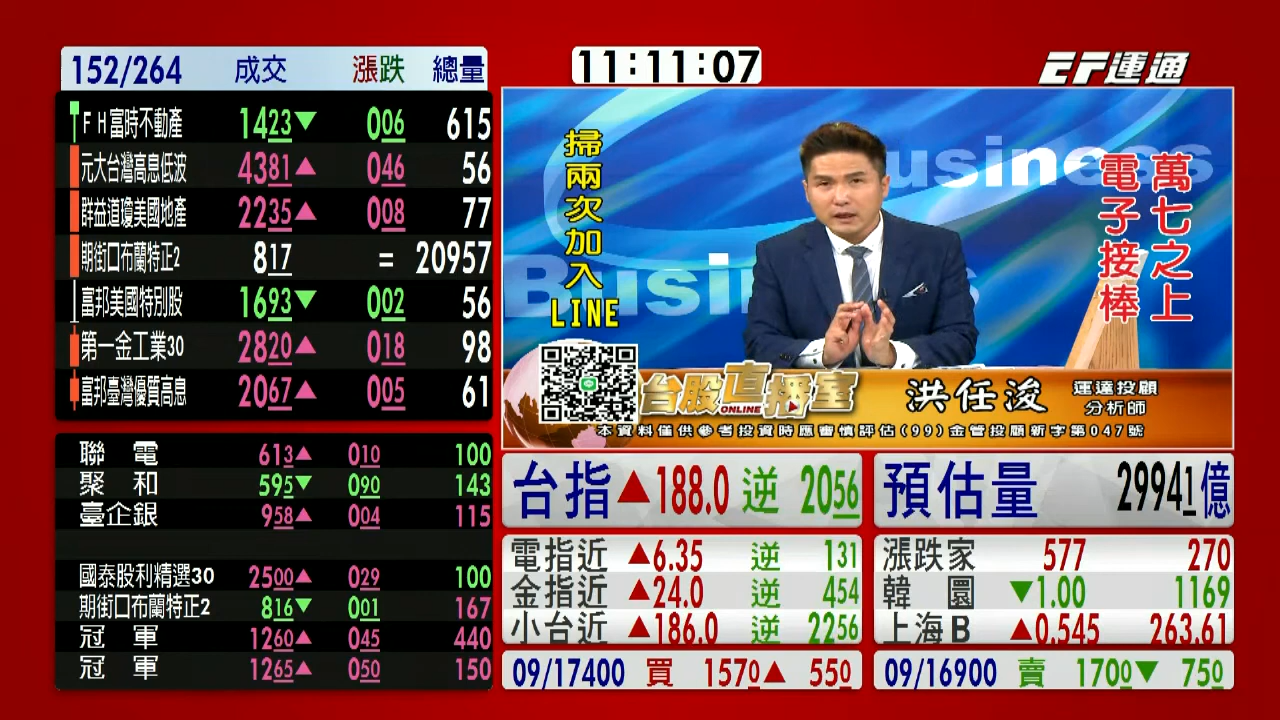 152/264 成交 漲跌 總量
FH富時不動產 1423▼ 006 615
元大台灣高息低波 4381▲ 046 56
群益道瓊美國地產 2235▲ 008 77
期街口布蘭特正2 817 = 20957
富邦美國特別股 1693▼ 002 56
第一金工業30 2820▲ 018 98
富邦臺灣優質高息 2067▲ 005 61
聯電 613▲ 010 100
聚和 595▼ 090 143
臺企銀 958▲ 004 115
國泰股利精選30 2500▲ 029 100
期街口布蘭特正2 816▼ 001 167
冠軍 1260▲ 045 440
冠軍 1265▲ 050 150
11:11:07
EF運通
掃兩次加入LINE
Business
Business
萬七之上
電子接棒
台股直播室
ONLINE
洪任浚
運達投顧
分析師
本資料僅供參考投資時應審慎評估(99)金管投顧新字第047號
台指▲188.0 逆 2056
預估量 29941億
電指近 ▲6.35 逆 131
金指近 ▲24.0 逆 454
小台近 ▲186.0 逆 2256
漲跌家 577 270
韓圜 ▼1.00 1169
上海B ▲0.545 263.61
09/17400 買 1570▲ 550
09/16900 賣 1700▼ 750